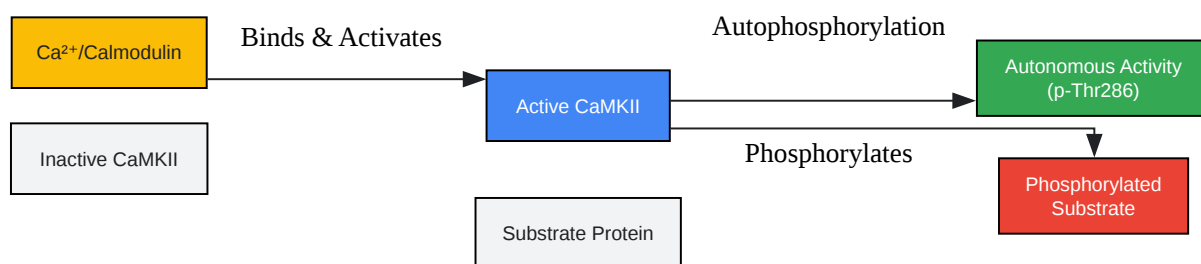 Ca²⁺/Calmodulin
Binds & Activates
Inactive CaMKII
Active CaMKII
Autophosphorylation
Autonomous Activity
(p-Thr286)
Phosphorylates
Phosphorylated
Substrate
Substrate Protein